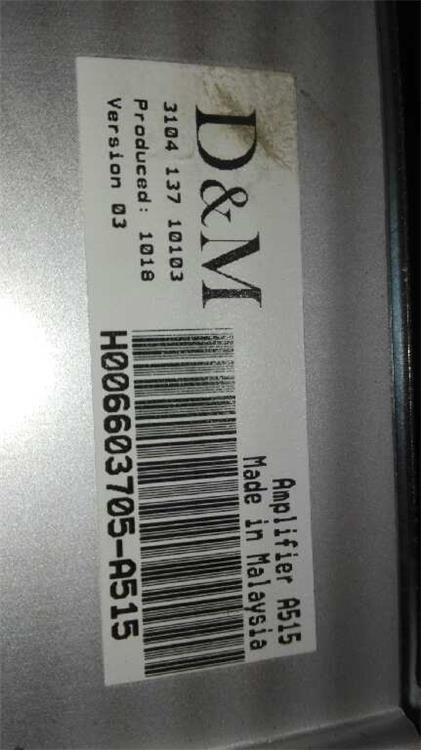 D&M
3104 137 10103
Produced: 1018
Version 03
Amplifier A515
Made in Malaysia
H006603705-A515